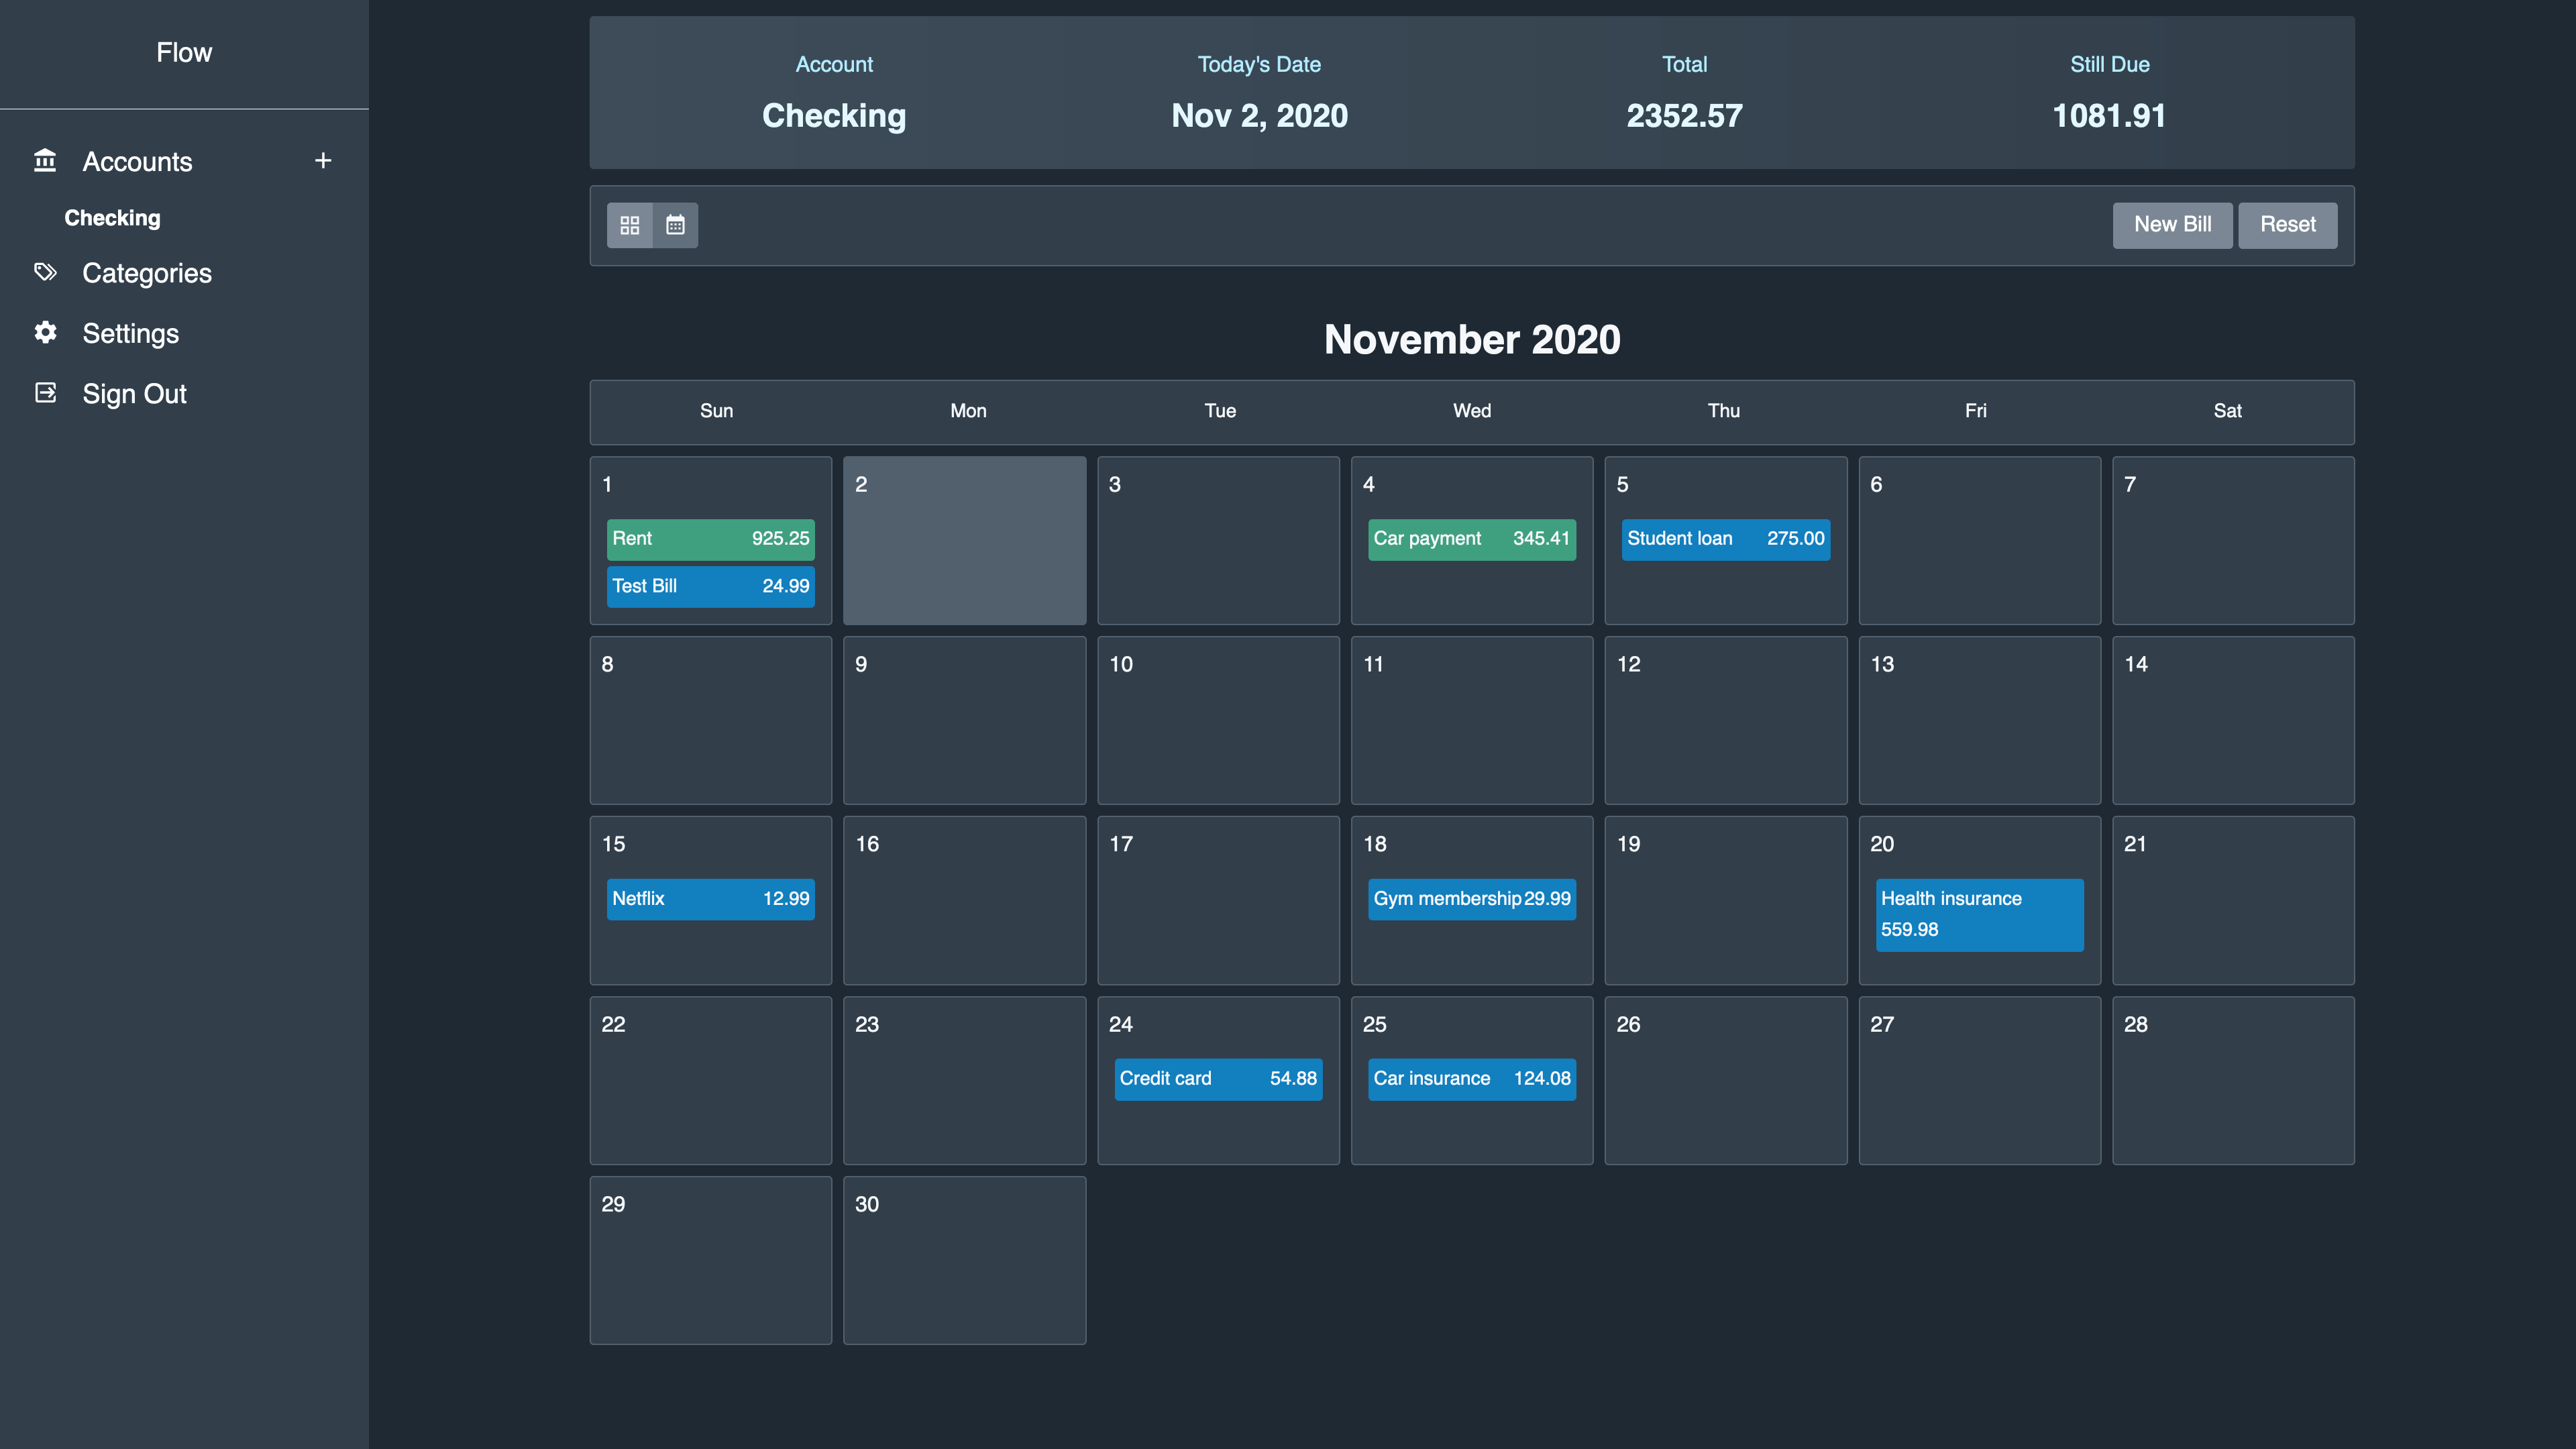 Flow
Accounts +
Checking
Categories
Settings
Sign Out
Account Today's Date Total Still Due
Checking Nov 2, 2020 2352.57 1081.91
New Bill Reset
November 2020
Sun Mon Tue Wed Thu Fri Sat
1 2 3 4 5 6 7
Rent 925.25 Car payment 345.41 Student loan 275.00
Test Bill 24.99
8 9 10 11 12 13 14
15 16 17 18 19 20 21
Netflix 12.99 Gym membership 29.99 Health insurance
559.98
22 23 24 25 26 27 28
Credit card 54.88 Car insurance 124.08
29 30